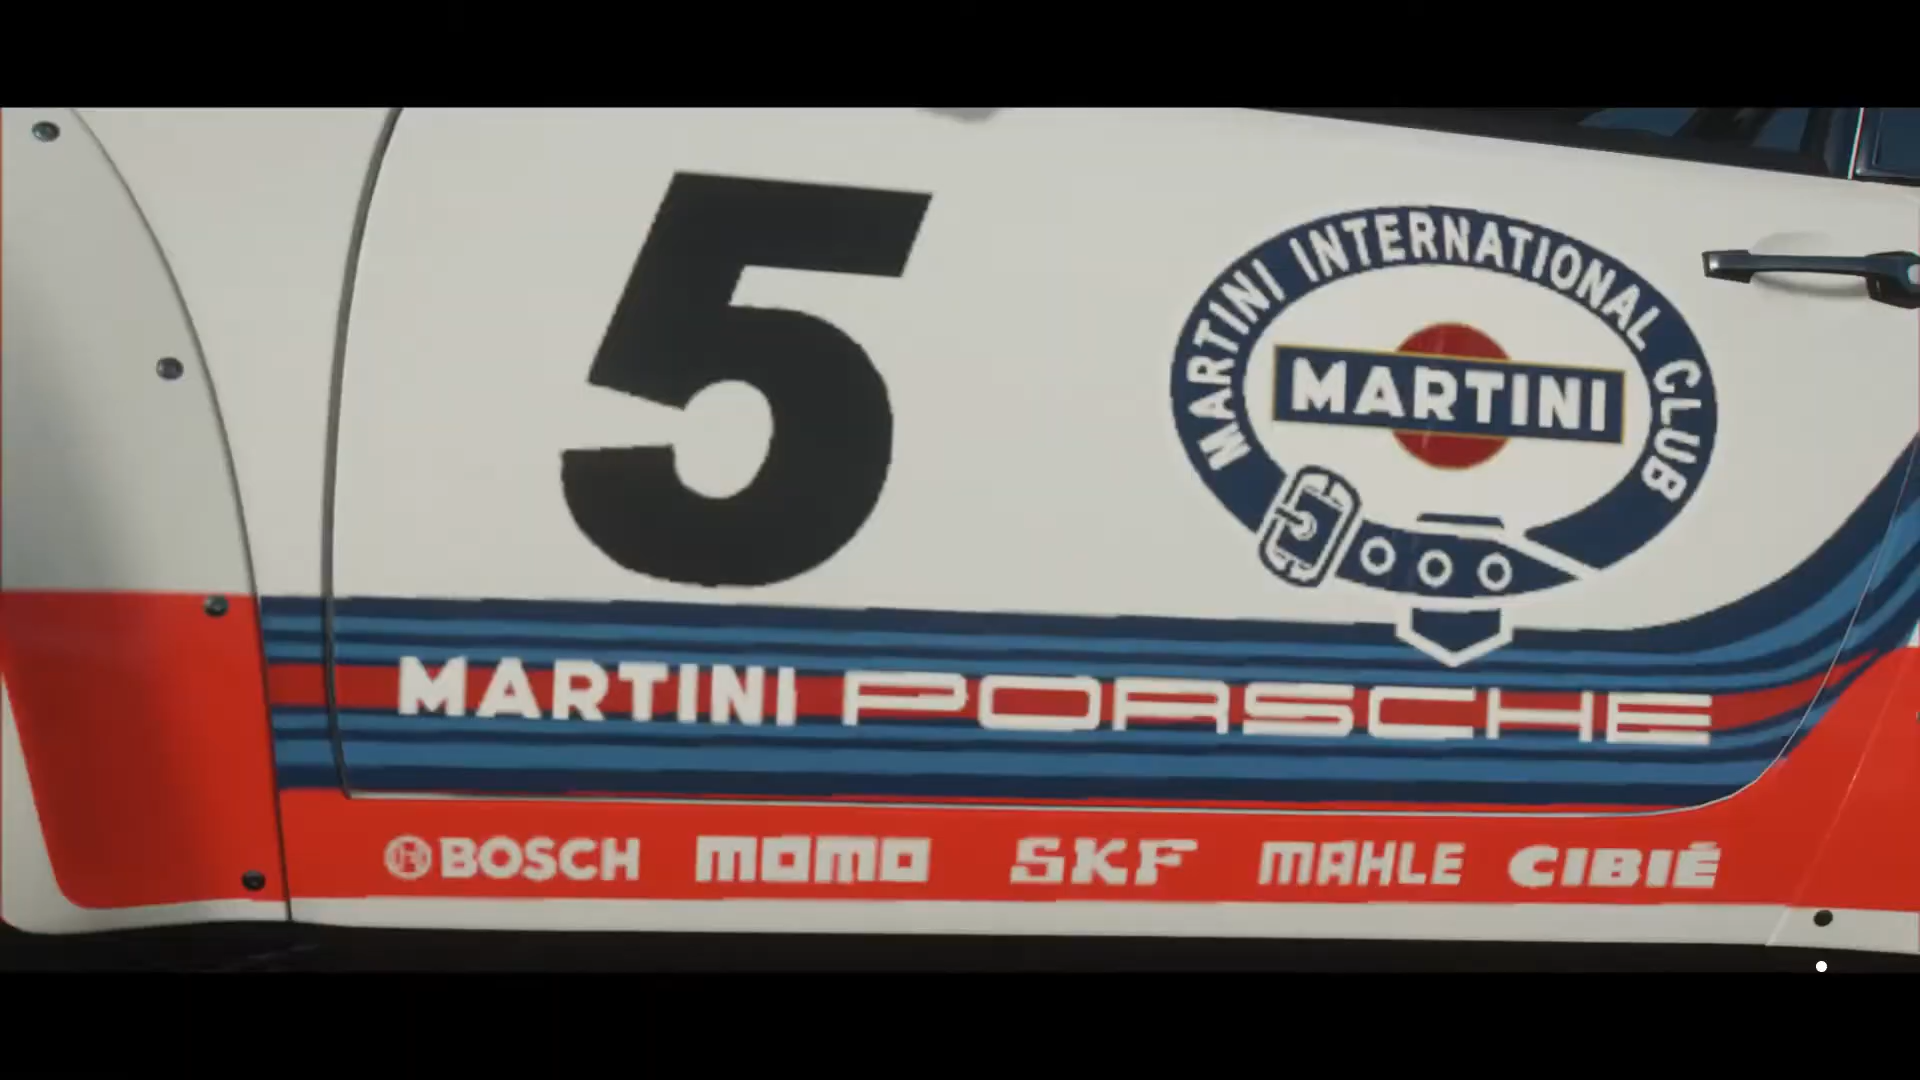 5
MARTINI INTERNATIONAL CLUB
MARTINI
MARTINI PORSCHE
BOSCH momo SKF MAHLE CIBIÉ